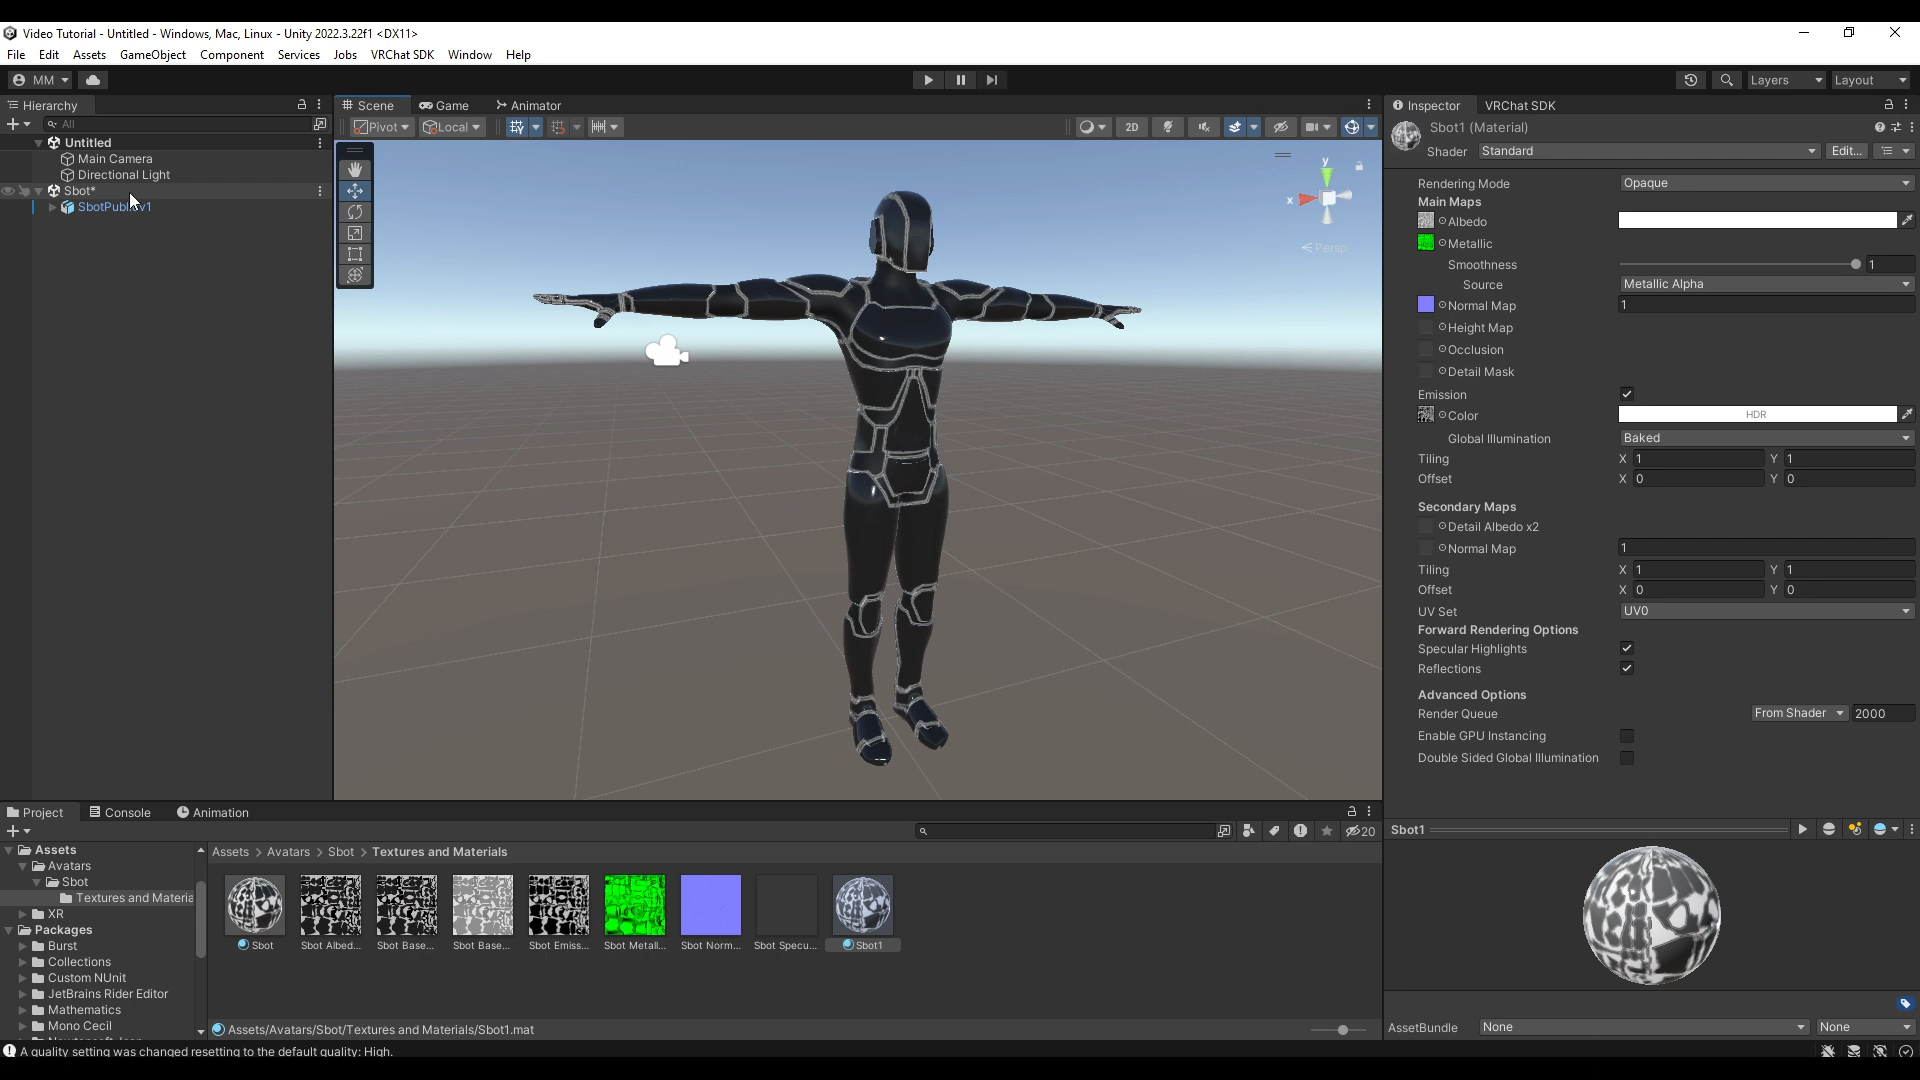 Video Tutorial - Untitled - Windows, Mac, Linux - Unity 2022.3.22f1 <DX11>
File Edit Assets GameObject Component Services Jobs VRChat SDK Window Help
MM Layers Layout
Hierarchy
All
Untitled
Main Camera
Directional Light
Sbot*
Scene Game Animator
Pivot Local 2D
y
x
Persp
Inspector VRChat SDK
Sbot1 (Material)
Shader Standard Edit...
Rendering Mode Opaque
Main Maps
Albedo
Metallic
Smoothness 1
Source Metallic Alpha
Normal Map 1
Height Map
Occlusion
Detail Mask
Emission
Color HDR
Global Illumination Baked
Tiling X 1 Y 1
Offset X 0 Y 0
Secondary Maps
Detail Albedo x2
Normal Map 1
Tiling X 1 Y 1
Offset X 0 Y 0
UV Set UV0
Forward Rendering Options
Specular Highlights
Reflections
Advanced Options
Render Queue From Shader 2000
Enable GPU Instancing
Double Sided Global Illumination
Project Console Animation
20
Assets
Avatars
Sbot
Textures and Materia
XR
Packages
Burst
Collections
Custom NUnit
JetBrains Rider Editor
Mathematics
Mono Cecil
Assets > Avatars > Sbot > Textures and Materials
Sbot Sbot Albed... Sbot Base... Sbot Base... Sbot Emiss... Sbot Metall... Sbot Norm... Sbot Specu... Sbot1
Assets/Avatars/Sbot/Textures and Materials/Sbot1.mat
Sbot1
AssetBundle None None
A quality setting was changed resetting to the default quality: High.